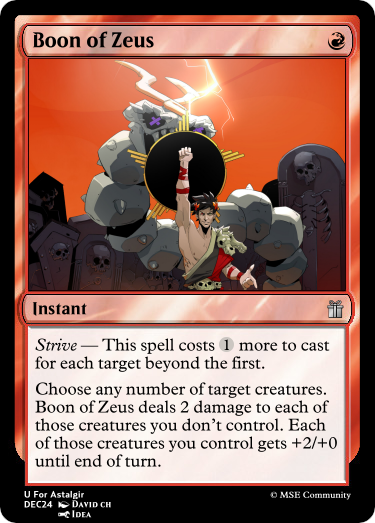 Boon of Zeus
Instant
Strive — This spell costs 1 more to cast
for each target beyond the first.
Choose any number of target creatures.
Boon of Zeus deals 2 damage to each of
those creatures you don't control. Each
of those creatures you control gets +2/+0
until end of turn.
U For Astalgir
DEC24 David ch © MSE Community
Idea